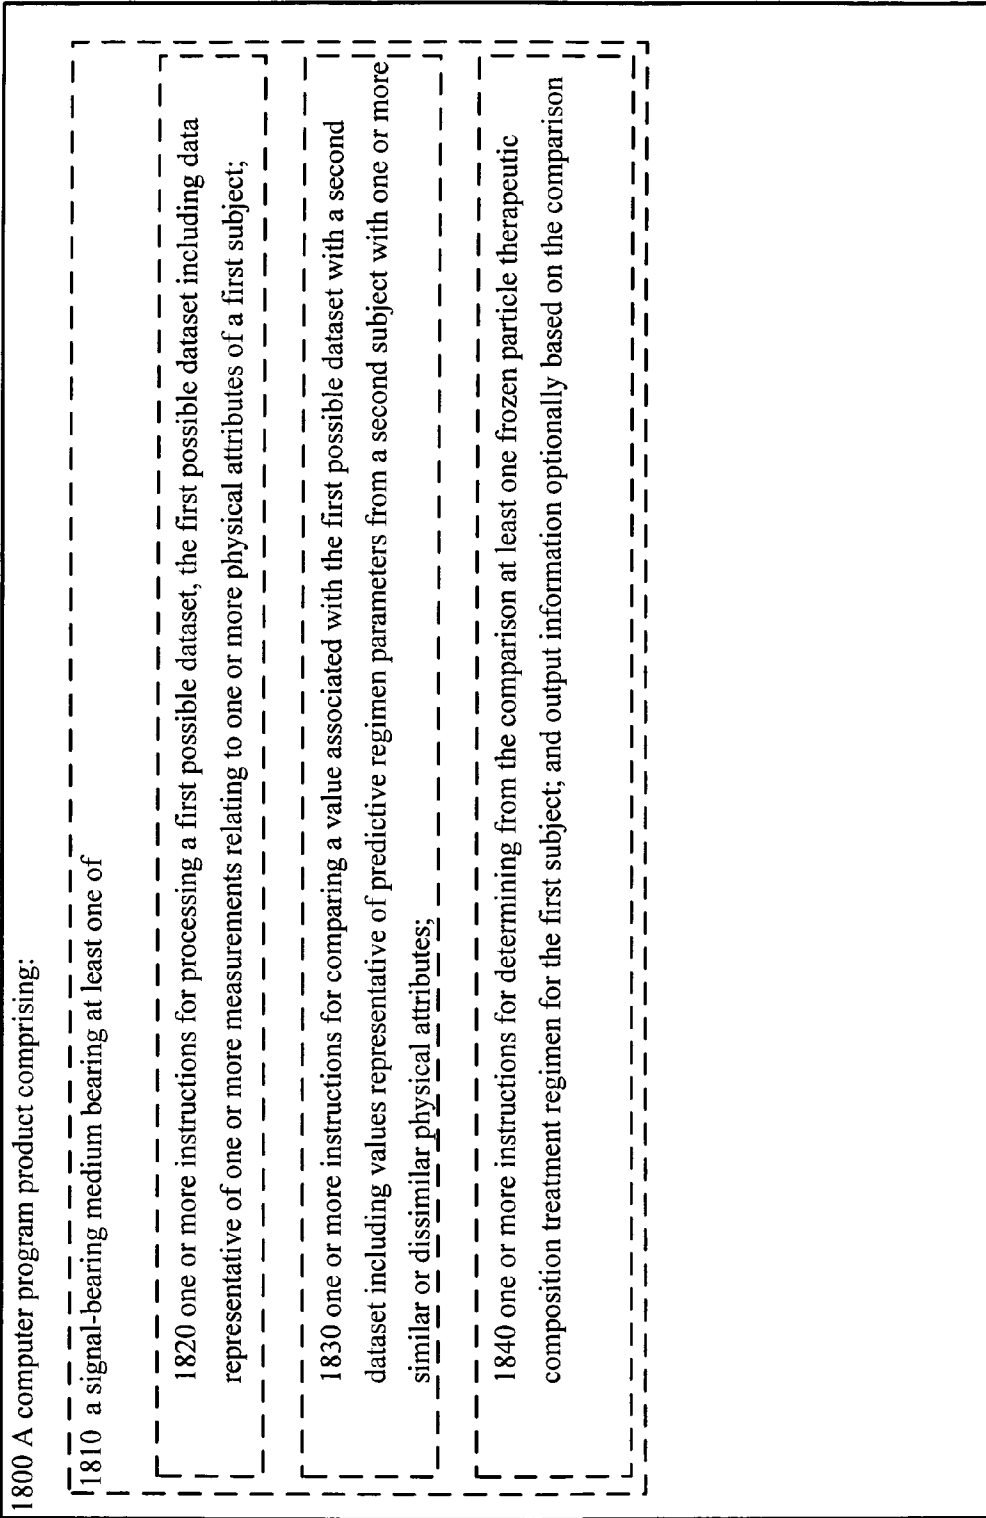 1800 A computer program product comprising:
1810 a signal-bearing medium bearing at least one of
1820 one or more instructions for processing a first possible dataset, the first possible dataset including data
representative of one or more measurements relating to one or more physical attributes of a first subject;
1830 one or more instructions for comparing a value associated with the first possible dataset with a second
dataset including values representative of predictive regimen parameters from a second subject with one or more
similar or dissimilar physical attributes;
1840 one or more instructions for determining from the comparison at least one frozen particle therapeutic
composition treatment regimen for the first subject; and output information optionally based on the comparison